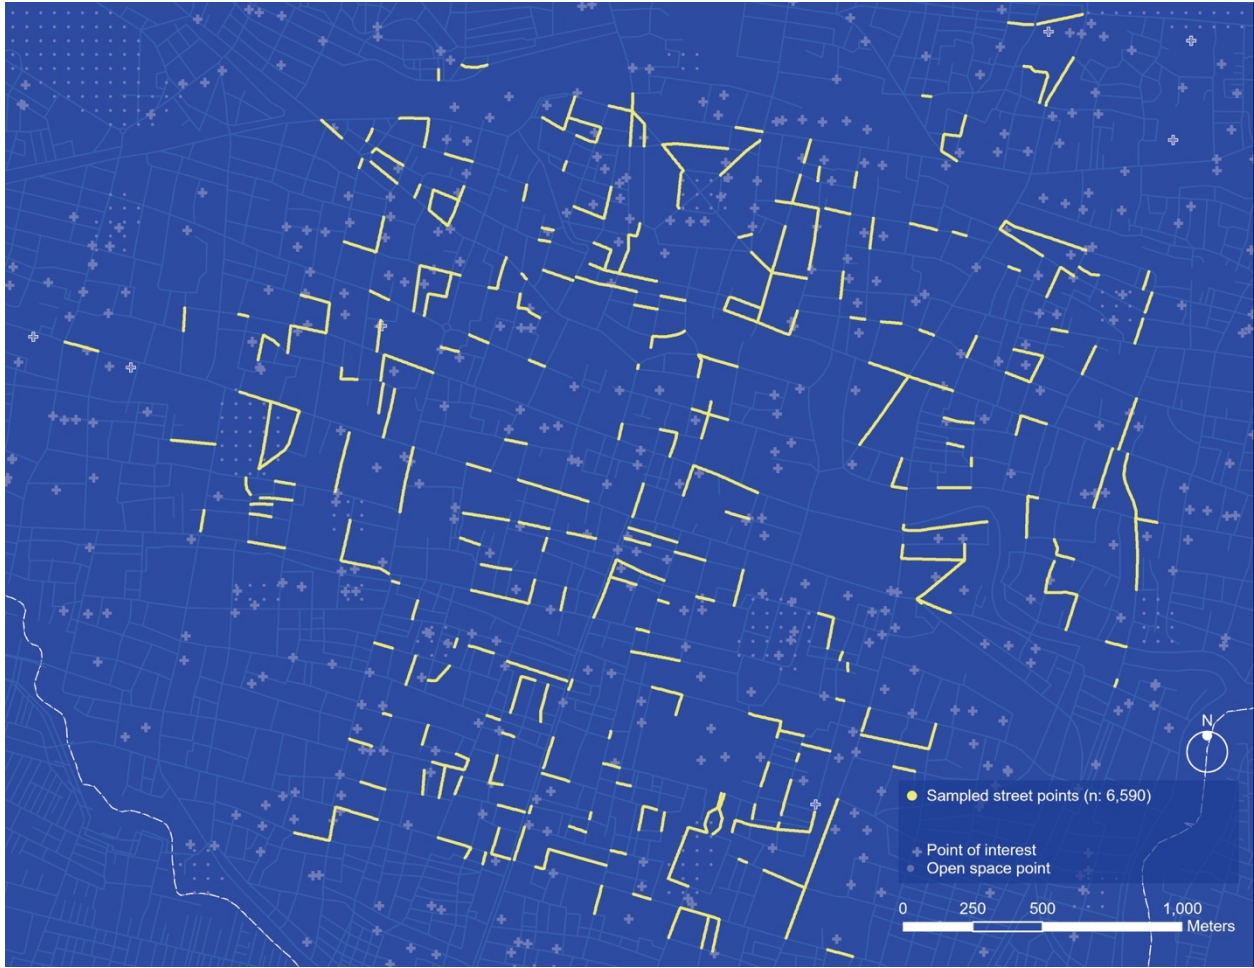 N
Sampled street points (n: 6,590)
Point of interest
Open space point
0 250 500 1,000
Meters